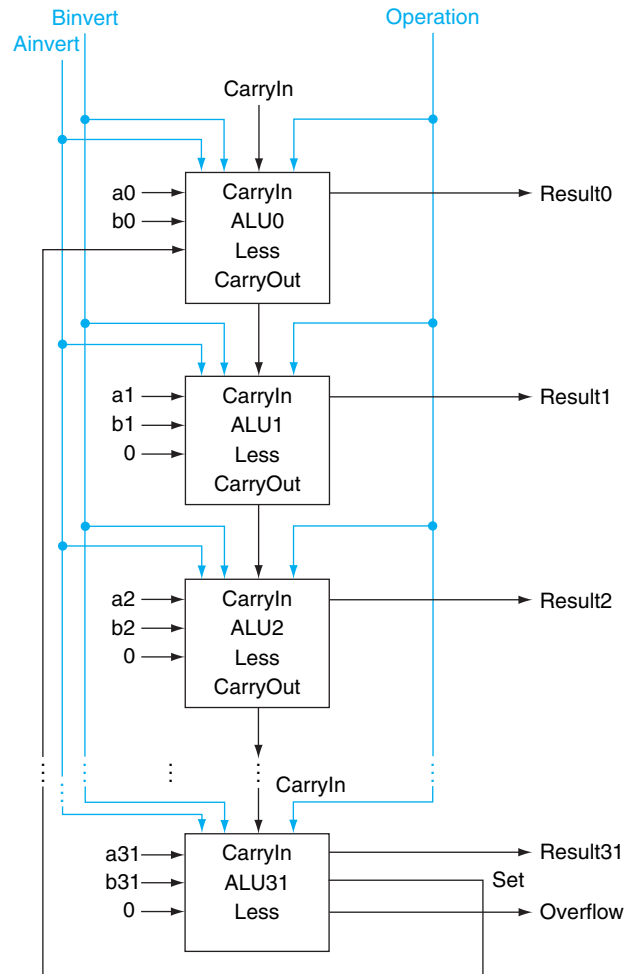 Binvert
Operation
Ainvert
CarryIn
a0
CarryIn
Result0
b0
ALU0
Less
CarryOut
a1
CarryIn
Result1
b1
ALU1
0
Less
CarryOut
a2
CarryIn
Result2
b2
ALU2
0
Less
CarryOut
CarryIn
a31
CarryIn
Result31
b31
ALU31
Set
0
Less
Overflow